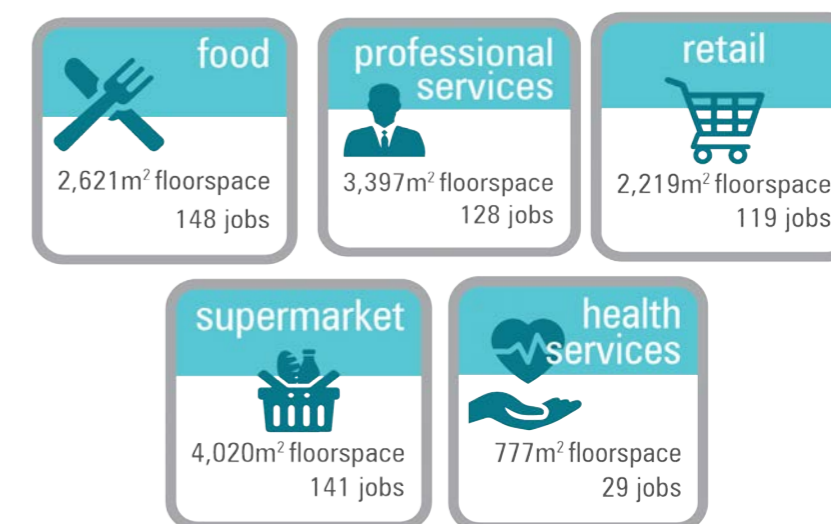 food
2,621m² floorspace
148 jobs
professional
services
3,397m² floorspace
128 jobs
retail
2,219m² floorspace
119 jobs
supermarket
4,020m² floorspace
141 jobs
health
services
777m² floorspace
29 jobs